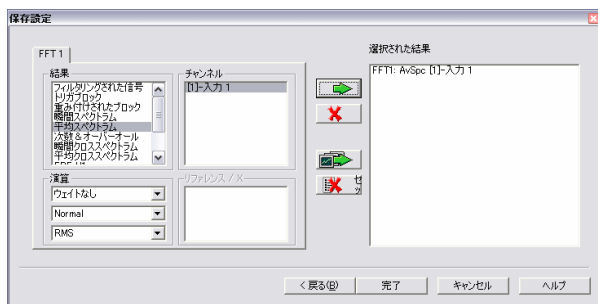 保存設定
FFT 1
結果
フィルタリングされた信号
トリガブロック
重み付けされたブロック
瞬間スペクトラム
平均スペクトラム
次数＆オーバーオール
瞬間クロススペクトラム
平均クロススペクトラム
チャンネル
[1]-入力 1
演算
ウェイトなし
Normal
RMS
リファレンス / X
選択された結果
FFT1: AvSpc [1]-入力 1
< 戻る(B)
完了
キャンセル
ヘルプ